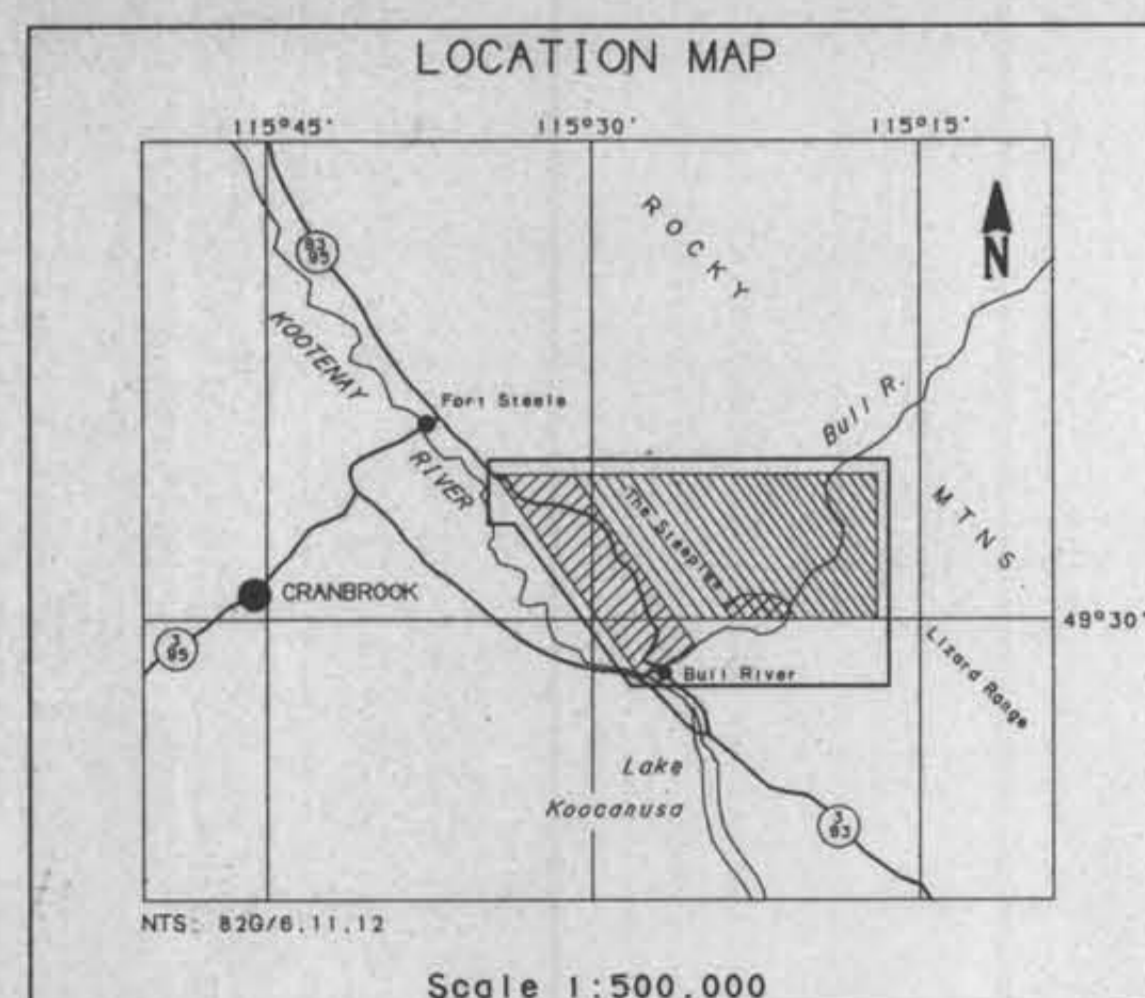 LOCATION MAP
115°45'
115°30'
115°15'
ROCKY
N
93
95
KOOTENAY
Fort Steele
Bull R.
RIVER
The Steeples
MTNS
CRANBROOK
49°30'
3
95
Lizard Range
Bull River
Lake
Koocanusa
3
93
NTS: 82G/6,11,12
Scale 1:500,000